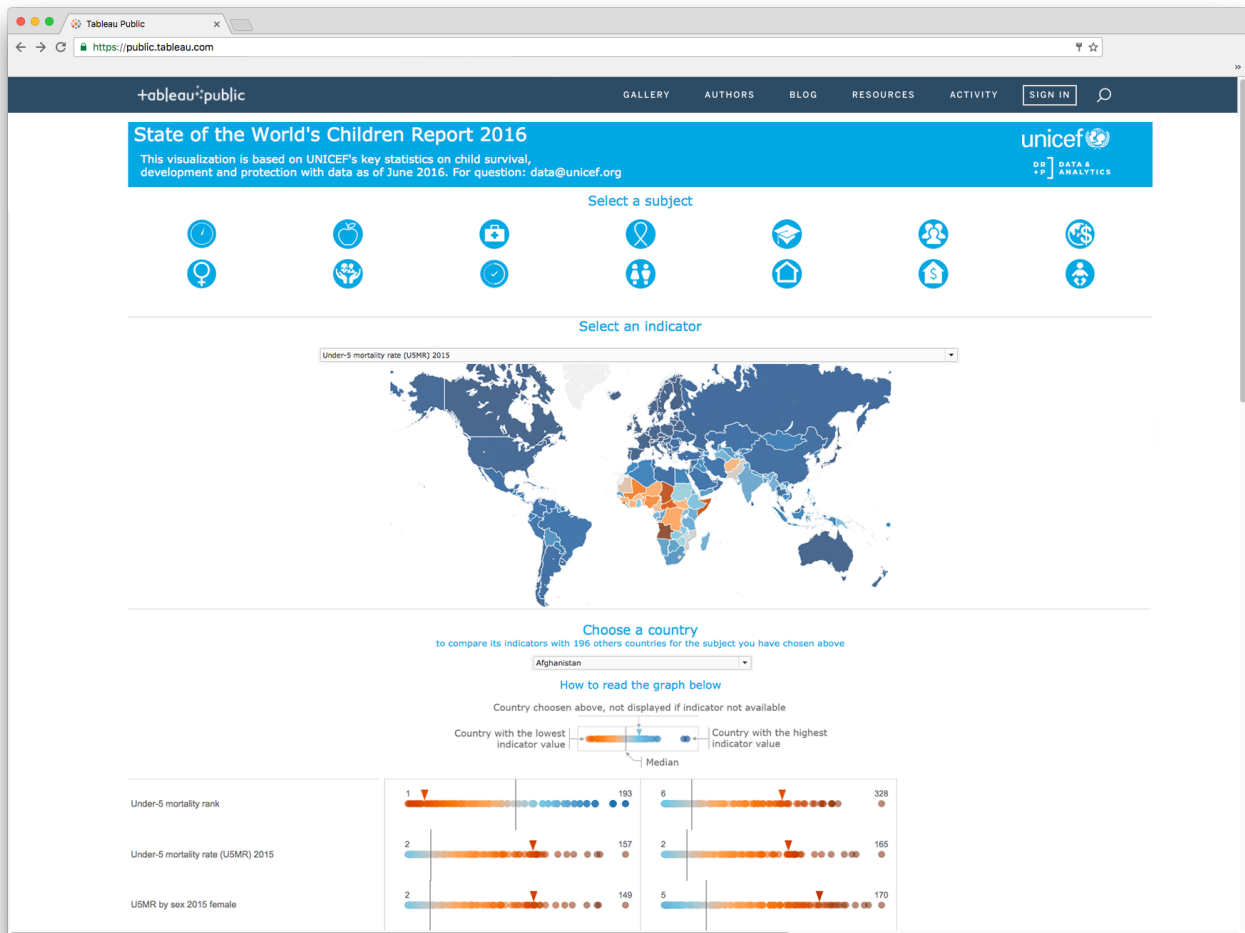 Tableau Public
https://public.tableau.com
+ableau public
GALLERY
AUTHORS
BLOG
RESOURCES
ACTIVITY
SIGN IN
State of the World's Children Report 2016
This visualization is based on UNICEF's key statistics on child survival,
development and protection with data as of June 2016. For question: data@unicef.org
unicef
DR
+P
DATA &
ANALYTICS
Select a subject
Select an indicator
Under-5 mortality rate (U5MR) 2015
Choose a country
to compare its indicators with 196 others countries for the subject you have chosen above
Afghanistan
How to read the graph below
Country choosen above, not displayed if indicator not available
Country with the lowest
indicator value
Country with the highest
indicator value
Median
Under-5 mortality rank
1
193
6
328
Under-5 mortality rate (U5MR) 2015
2
157
2
165
U5MR by sex 2015 female
2
149
5
170